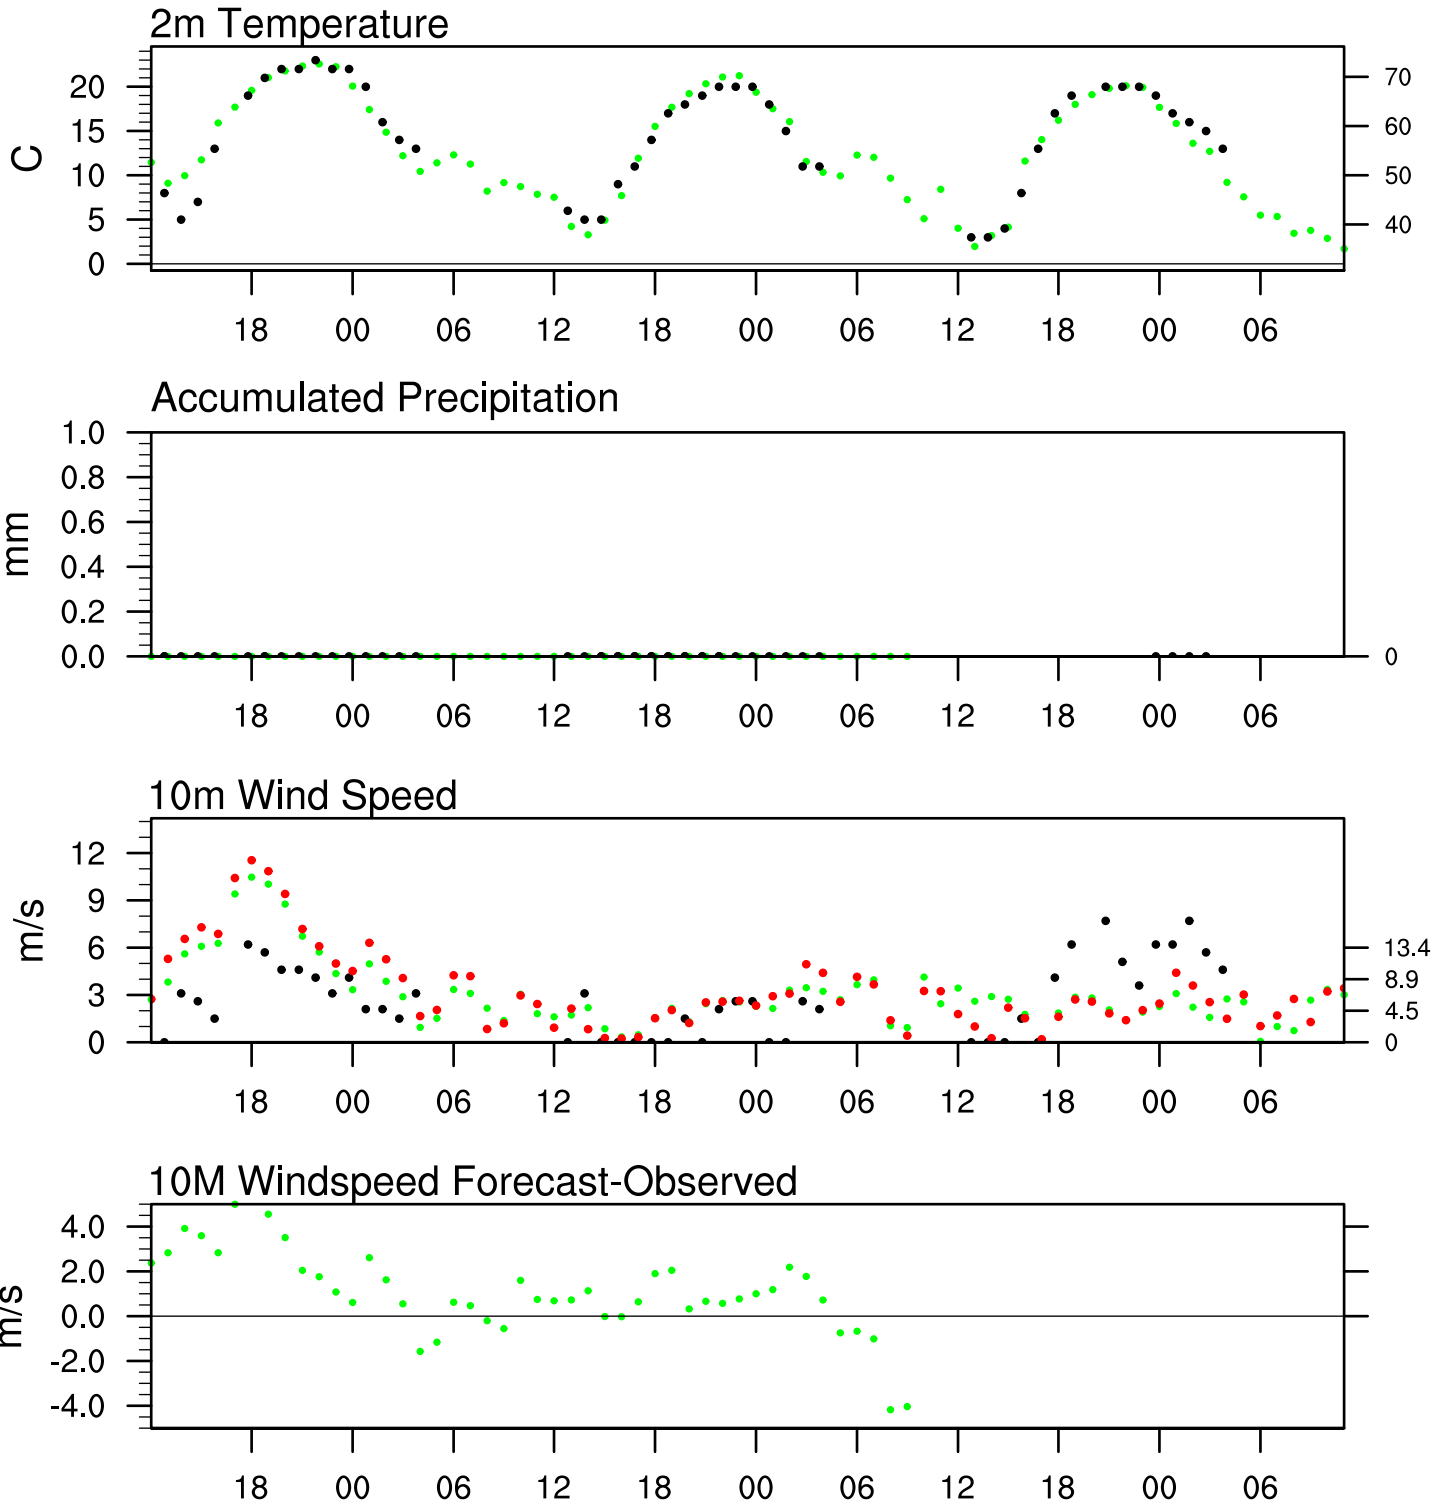 2m Temperature
20
15
10
5
0
C
70
60
50
40
18 00 06 12 18 00 06 12 18 00 06
Accumulated Precipitation
1.0
0.8
0.6
0.4
0.2
0.0
mm
0
18 00 06 12 18 00 06 12 18 00 06
10m Wind Speed
12
9
6
3
0
m/s
13.4
8.9
4.5
0
18 00 06 12 18 00 06 12 18 00 06
10M Windspeed Forecast-Observed
4.0
2.0
0.0
-2.0
-4.0
m/s
18 00 06 12 18 00 06 12 18 00 06